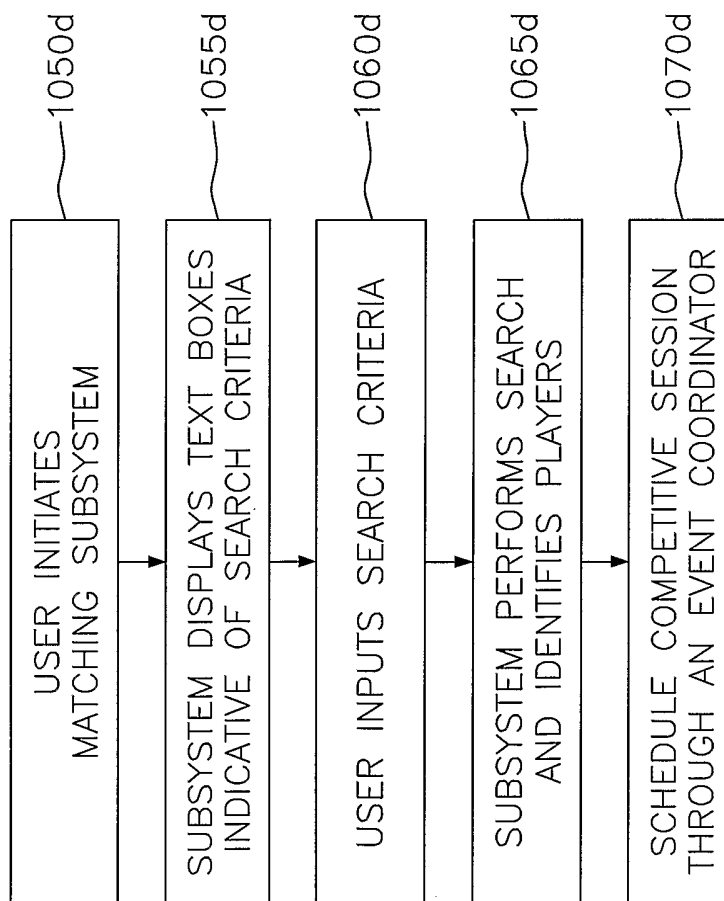 USER INITIATES
MATCHING SUBSYSTEM
1050d
SUBSYSTEM DISPLAYS TEXT BOXES
INDICATIVE OF SEARCH CRITERIA
1055d
USER INPUTS SEARCH CRITERIA
1060d
SUBSYSTEM PERFORMS SEARCH
AND IDENTIFIES PLAYERS
1065d
SCHEDULE COMPETITIVE SESSION
THROUGH AN EVENT COORDINATOR
1070d